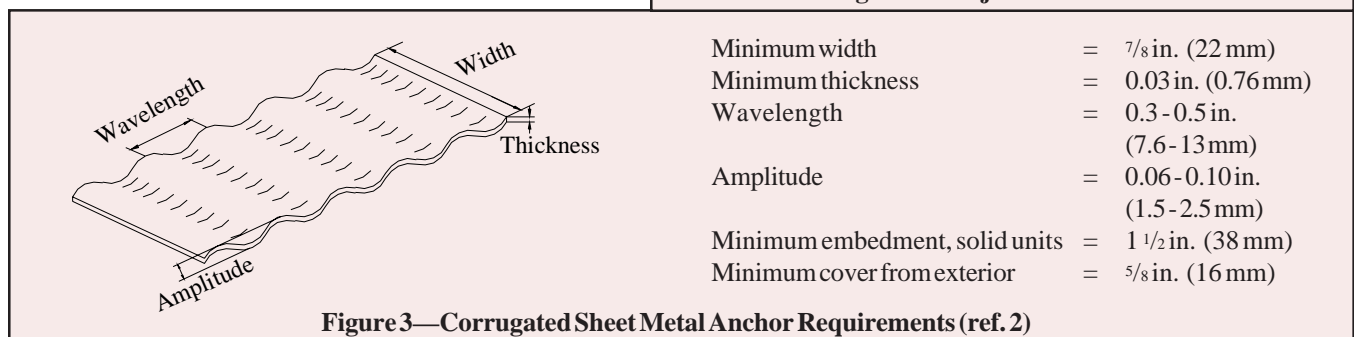 Width
Wavelength
Thickness
Amplitude
Minimum width = 7/8 in. (22 mm)
Minimum thickness = 0.03 in. (0.76 mm)
Wavelength = 0.3 - 0.5 in.
(7.6 - 13 mm)
Amplitude = 0.06 - 0.10 in.
(1.5 - 2.5 mm)
Minimum embedment, solid units = 1 1/2 in. (38 mm)
Minimum cover from exterior = 5/8 in. (16 mm)
Figure 3—Corrugated Sheet Metal Anchor Requirements (ref. 2)